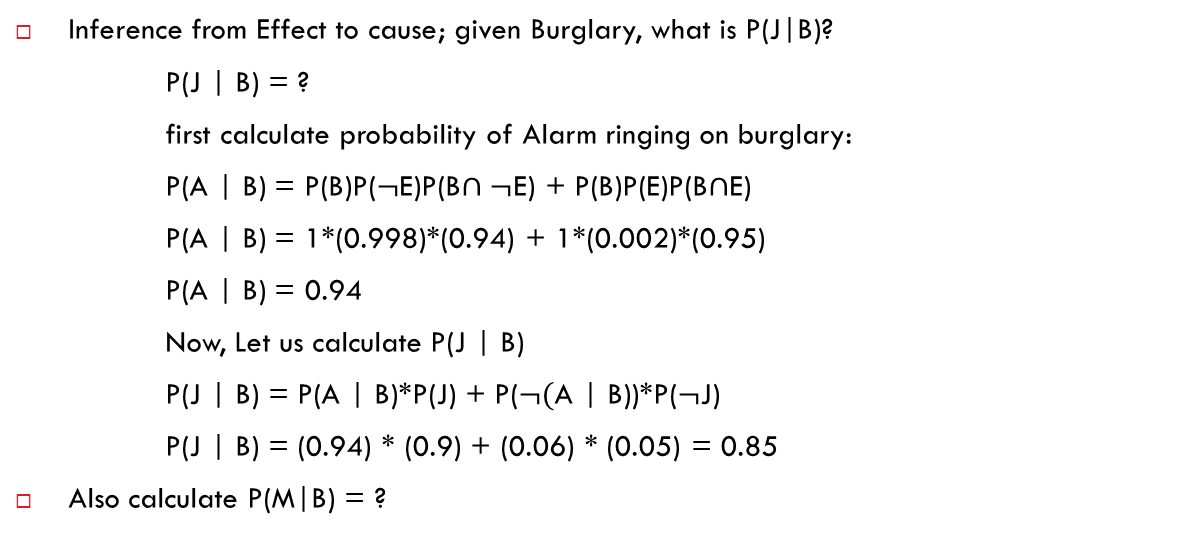 Inference from Effect to cause; given Burglary, what is P(J|B)?
P(J | B) = ?
first calculate probability of Alarm ringing on burglary:
P(A | B) = P(B)P(¬E)P(B∩ ¬E) + P(B)P(E)P(B∩E)
P(A | B) = 1*(0.998)*(0.94) + 1*(0.002)*(0.95)
P(A | B) = 0.94
Now, Let us calculate P(J | B)
P(J | B) = P(A | B)*P(J) + P(¬(A | B))*P(¬J)
P(J | B) = (0.94) * (0.9) + (0.06) * (0.05) = 0.85
Also calculate P(M|B) = ?